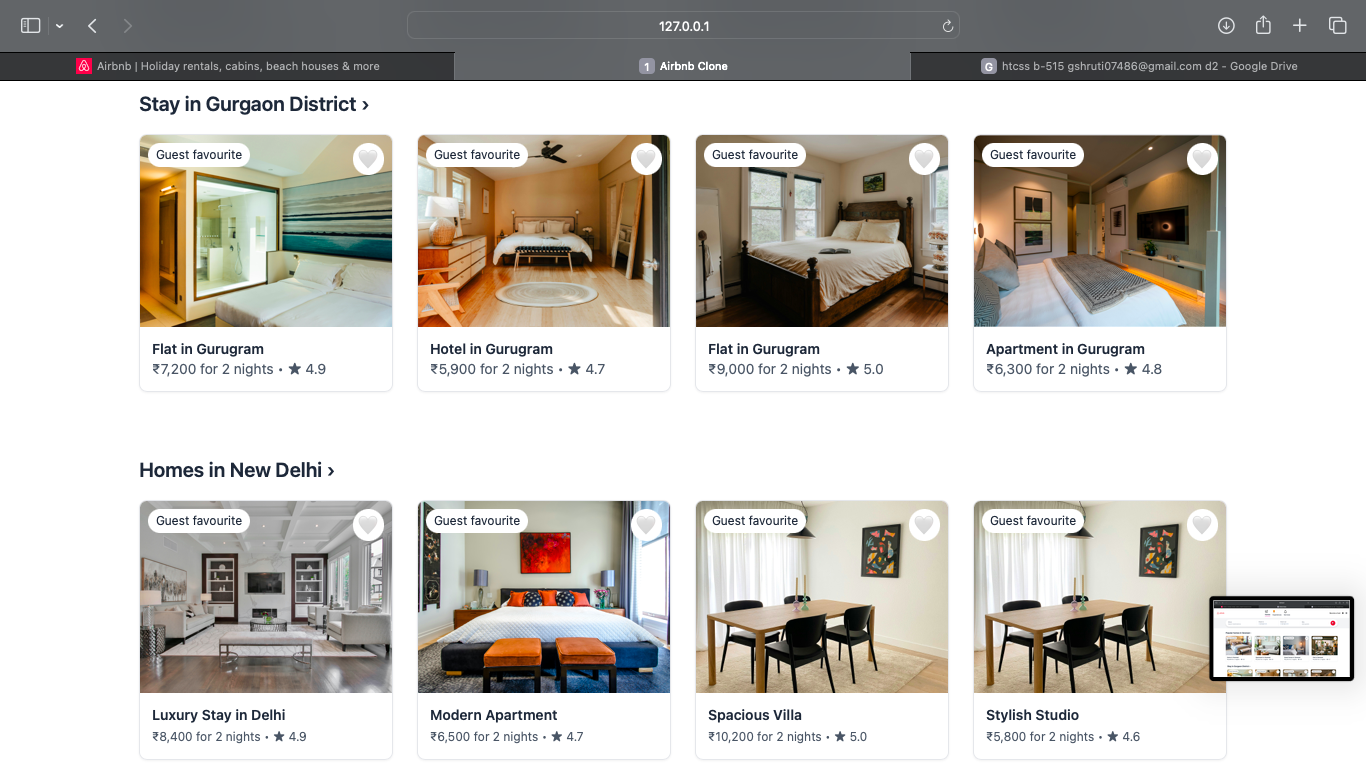 127.0.0.1
Airbnb | Holiday rentals, cabins, beach houses & more
1 Airbnb Clone
G htcss b-515 gshruti07486@gmail.com d2 - Google Drive
Stay in Gurgaon District ›
Guest favourite
Guest favourite
Guest favourite
Guest favourite
Flat in Gurugram
₹7,200 for 2 nights • ★ 4.9
Hotel in Gurugram
₹5,900 for 2 nights • ★ 4.7
Flat in Gurugram
₹9,000 for 2 nights • ★ 5.0
Apartment in Gurugram
₹6,300 for 2 nights • ★ 4.8
Homes in New Delhi ›
Guest favourite
Guest favourite
Guest favourite
Guest favourite
Luxury Stay in Delhi
₹8,400 for 2 nights • ★ 4.9
Modern Apartment
₹6,500 for 2 nights • ★ 4.7
Spacious Villa
₹10,200 for 2 nights • ★ 5.0
Stylish Studio
₹5,800 for 2 nights • ★ 4.6